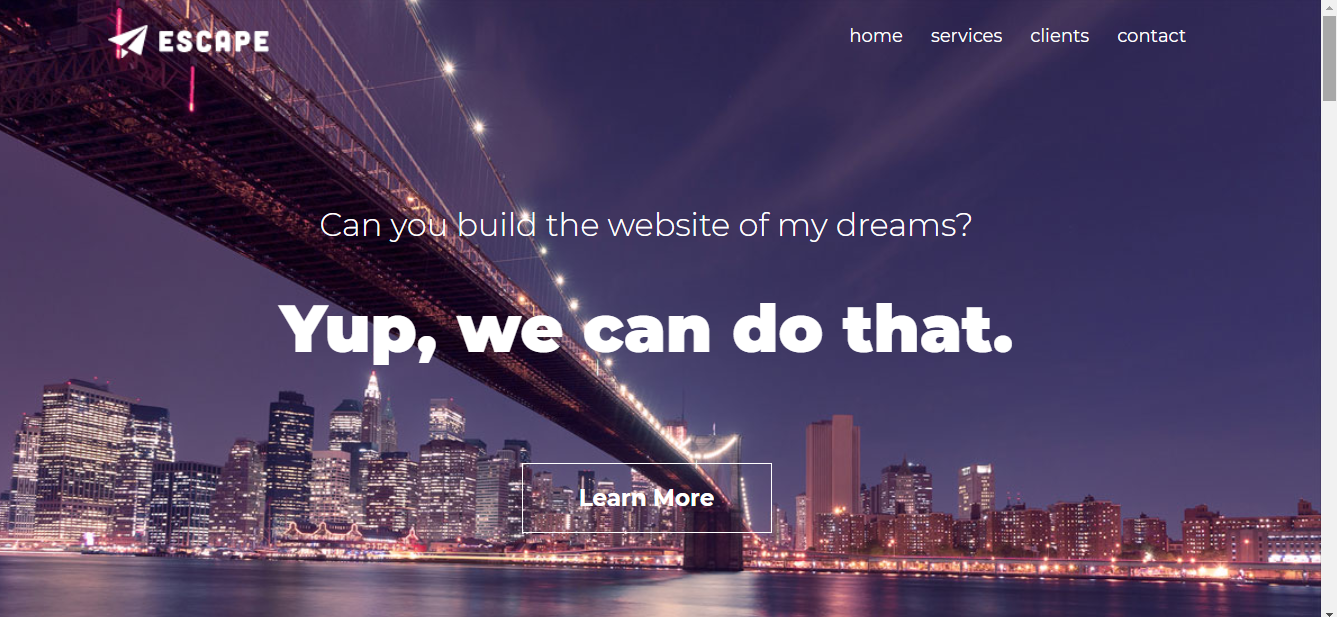 ESCAPE
home services clients contact
Can you build the website of my dreams?
Yup, we can do that.
Learn More